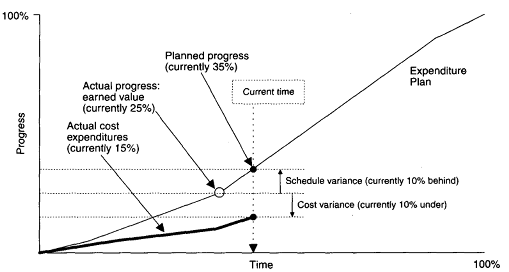 100%
Planned progress
(currently 35%)
Actual progress:
earned value
(currently 25%)
Current time
Expenditure
Plan
Actual cost
expenditures
(currently 15%)
Progress
Schedule variance (currently 10% behind)
Cost variance (currently 10% under)
Time
100%